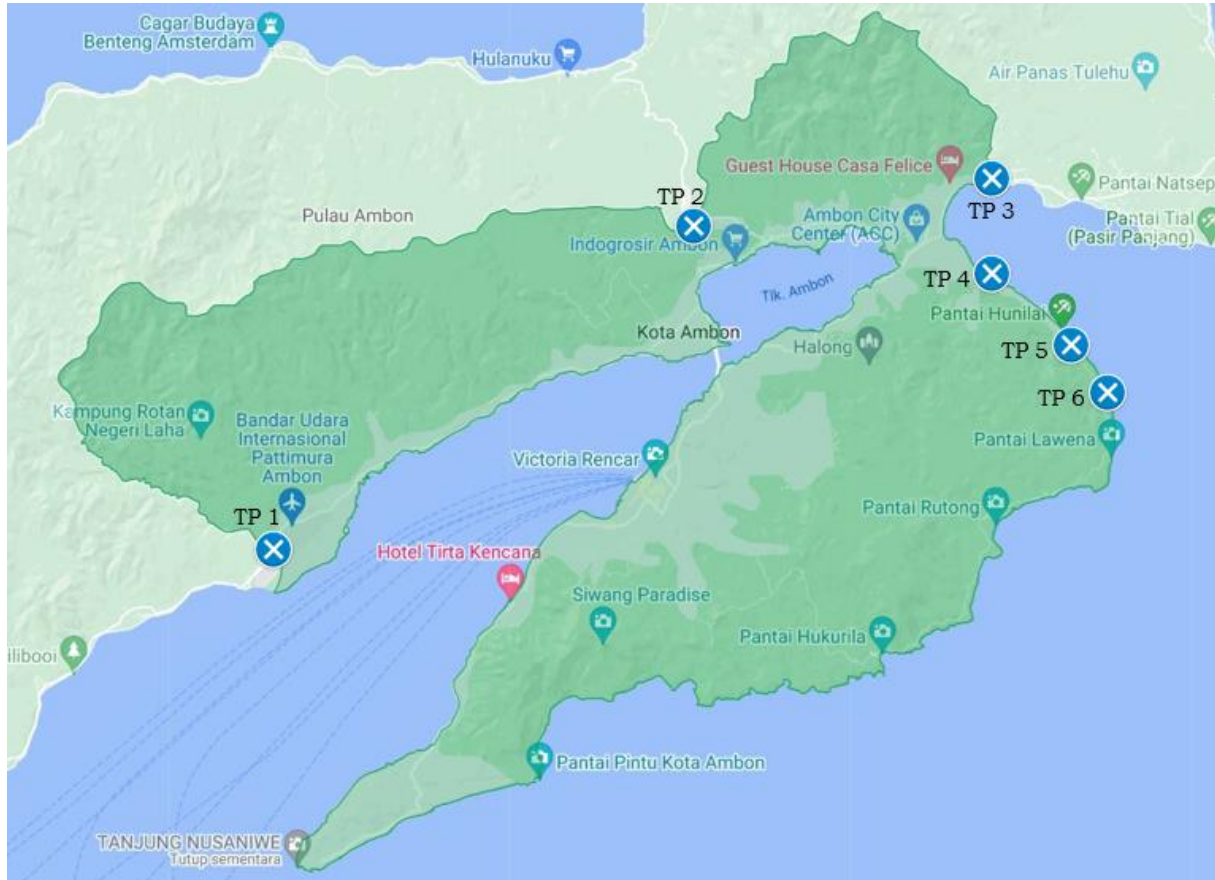 Cagar Budaya
Benteng Amsterdam
Hulanuku
Air Panas Tulehu
Guest House Casa Felice
Pantai Natsep
TP 2
TP 3
Pulau Ambon
Ambon City
Center (ACC)
Pantai Tial
(Pasir Panjang)
Indogrosir Ambon
TP 4
Tlk. Ambon
Pantai Hunilai
Kota Ambon
Halong
TP 5
TP 6
Kampung Rotan
Negeri Laha
Bandar Udara
Internasional
Pattimura
Ambon
Pantai Lawena
Victoria Rencar
Pantai Rutong
TP 1
Hotel Tirta Kencana
Siwang Paradise
Pantai Hukurila
ilibooi
Pantai Pintu Kota Ambon
TANJUNG NUSANIWE
Tutup sementara